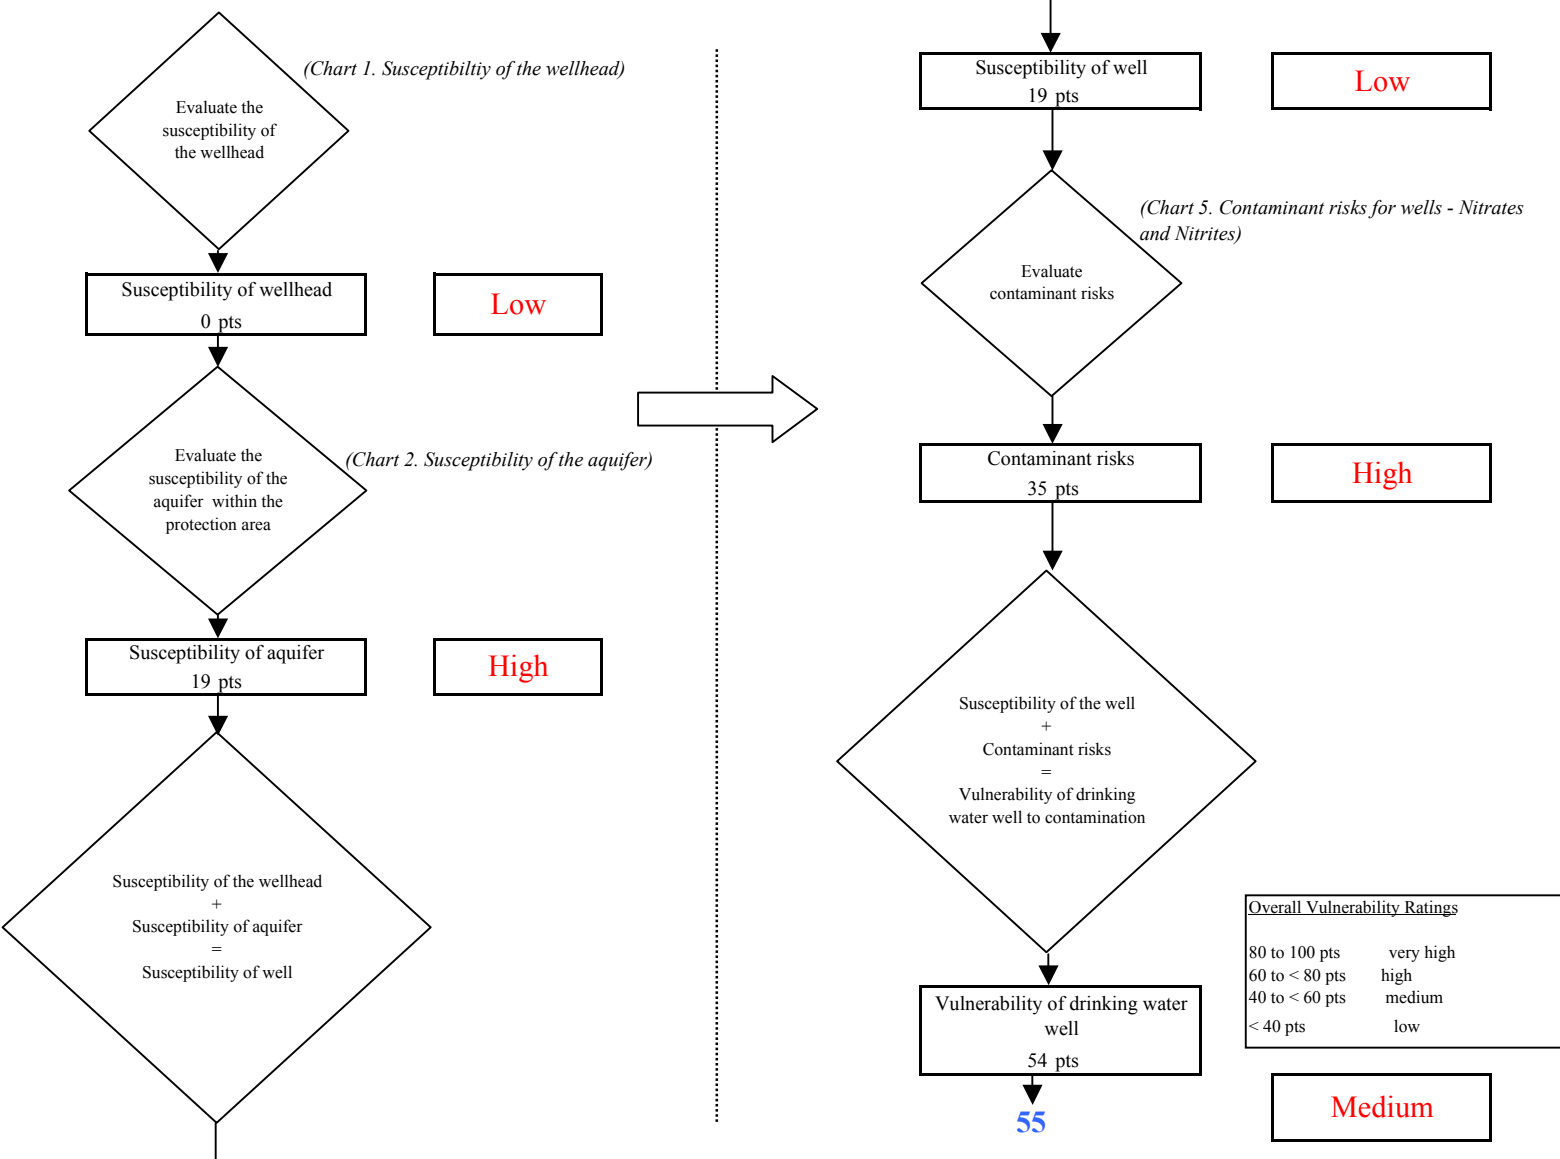 (Chart 1. Susceptibiltiy of the wellhead)
Evaluate the
susceptibility of
the wellhead
Susceptibility of wellhead
0 pts
Low
Evaluate the
susceptibility of the
aquifer within the
protection area
(Chart 2. Susceptibility of the aquifer)
Susceptibility of aquifer
19 pts
High
Susceptibility of the wellhead
+
Susceptibility of aquifer
=
Susceptibility of well
Susceptibility of well
19 pts
Low
(Chart 5. Contaminant risks for wells - Nitrates
and Nitrites)
Evaluate
contaminant risks
Contaminant risks
35 pts
High
Susceptibility of the well
+
Contaminant risks
=
Vulnerability of drinking
water well to contamination
Overall Vulnerability Ratings
80 to 100 pts very high
60 to < 80 pts high
40 to < 60 pts medium
< 40 pts low
Vulnerability of drinking water
well
54 pts
55
Medium